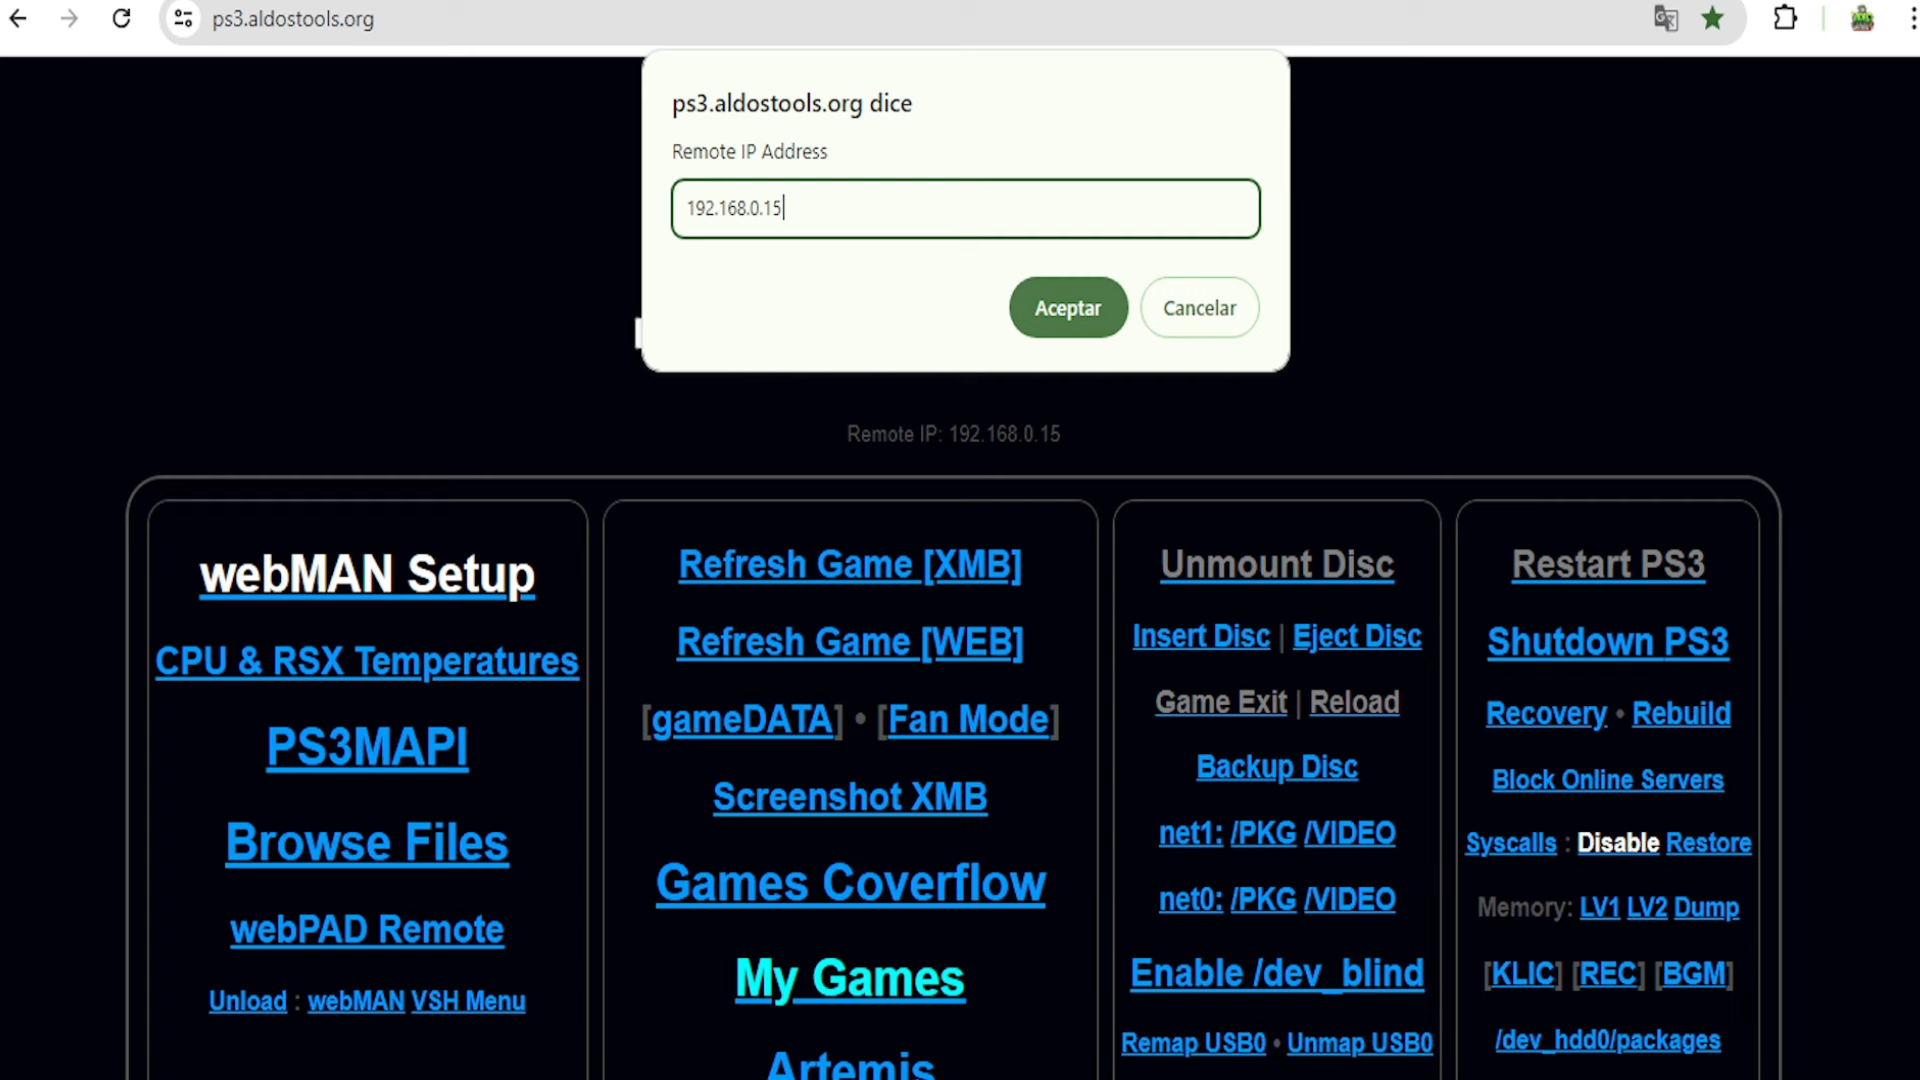 ps3.aldostools.org
ps3.aldostools.org dice
Remote IP Address
192.168.0.15
Aceptar
Cancelar
Remote IP: 192.168.0.15
webMAN Setup
CPU & RSX Temperatures
PS3MAPI
Browse Files
webPAD Remote
Unload : webMAN VSH Menu
Refresh Game [XMB]
Refresh Game [WEB]
[gameDATA] • [Fan Mode]
Screenshot XMB
Games Coverflow
My Games
Artemis
Unmount Disc
Insert Disc | Eject Disc
Game Exit | Reload
Backup Disc
net1: /PKG /VIDEO
net0: /PKG /VIDEO
Enable /dev_blind
Remap USB0 • Unmap USB0
Restart PS3
Shutdown PS3
Recovery • Rebuild
Block Online Servers
Syscalls : Disable Restore
Memory: LV1 LV2 Dump
[KLIC] [REC] [BGM]
/dev_hdd0/packages